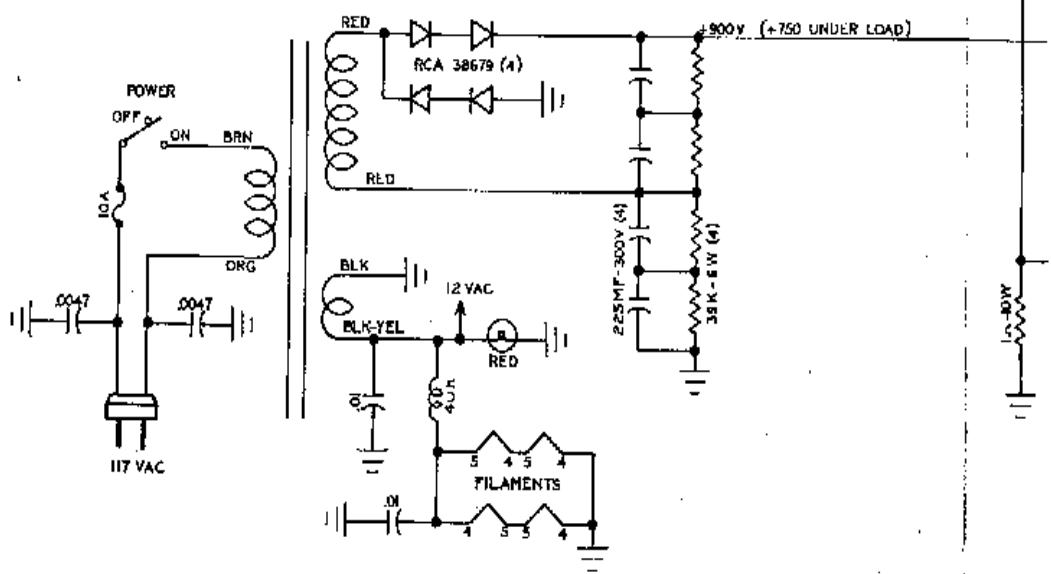 RED
+900V (+750 UNDER LOAD)
RCA 38679 (4)
POWER
OFF
ON
BRN
RED
10A
ORG
BLK
12 VAC
225MF-300V (4)
39K-6W (4)
.0047
.0047
BLK-YEL
RED
.01
117 VAC
5 4 5 4
FILAMENTS
.01
4 5 5 4